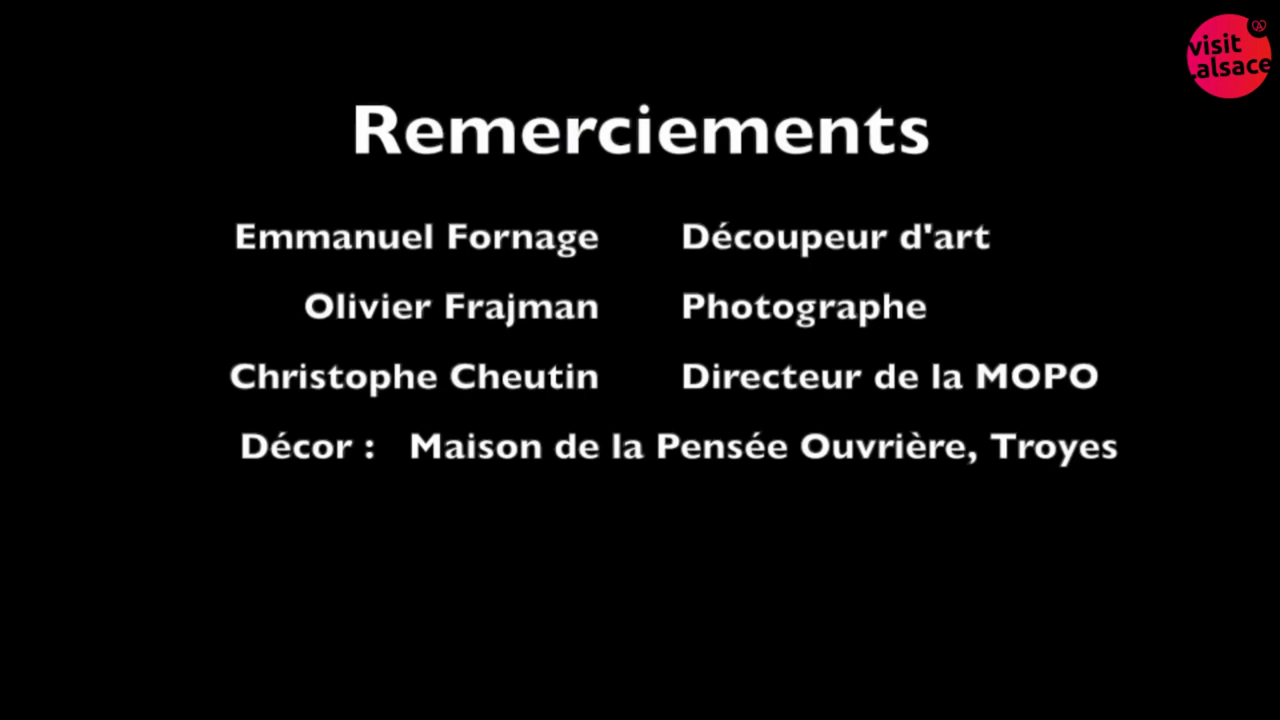 visit
.alsace
Remerciements
Emmanuel Fornage Découpeur d'art
Olivier Frajman Photographe
Christophe Cheutin Directeur de la MOPO
Décor : Maison de la Pensée Ouvrière, Troyes